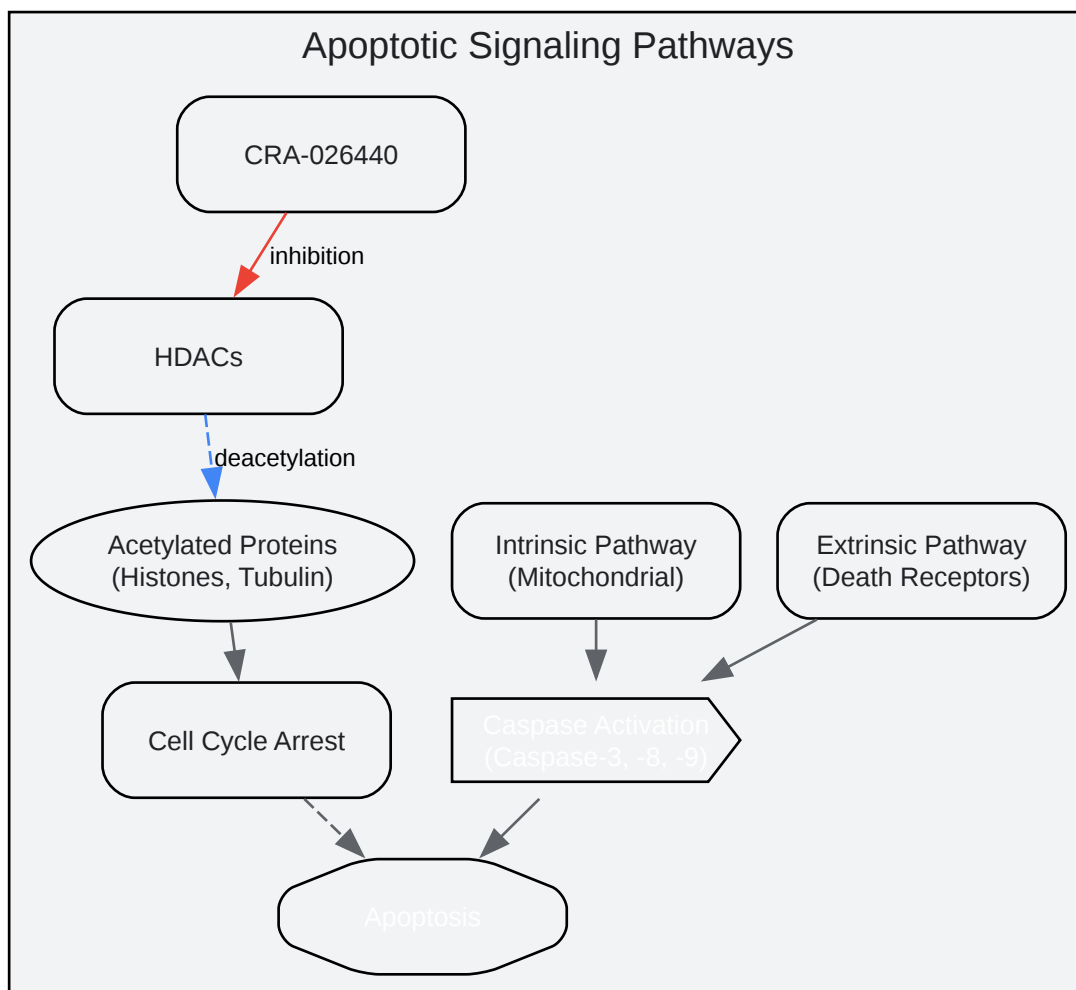 Apoptotic Signaling Pathways
CRA-026440
inhibition
HDACs
deacetylation
Acetylated Proteins
(Histones, Tubulin)
Intrinsic Pathway
(Mitochondrial)
Extrinsic Pathway
(Death Receptors)
Cell Cycle Arrest
Caspase Activation
(Caspase-3, -8, -9)
Apoptosis